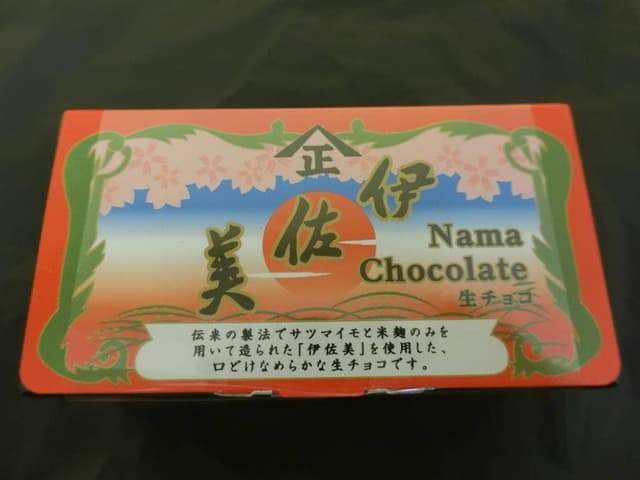 正
伊佐美
Nama
Chocolate
生チョコ
伝来の製法でサツマイモと米麹のみを
用いて造られた「伊佐美」を使用した、
口どけなめらかな生チョコです。